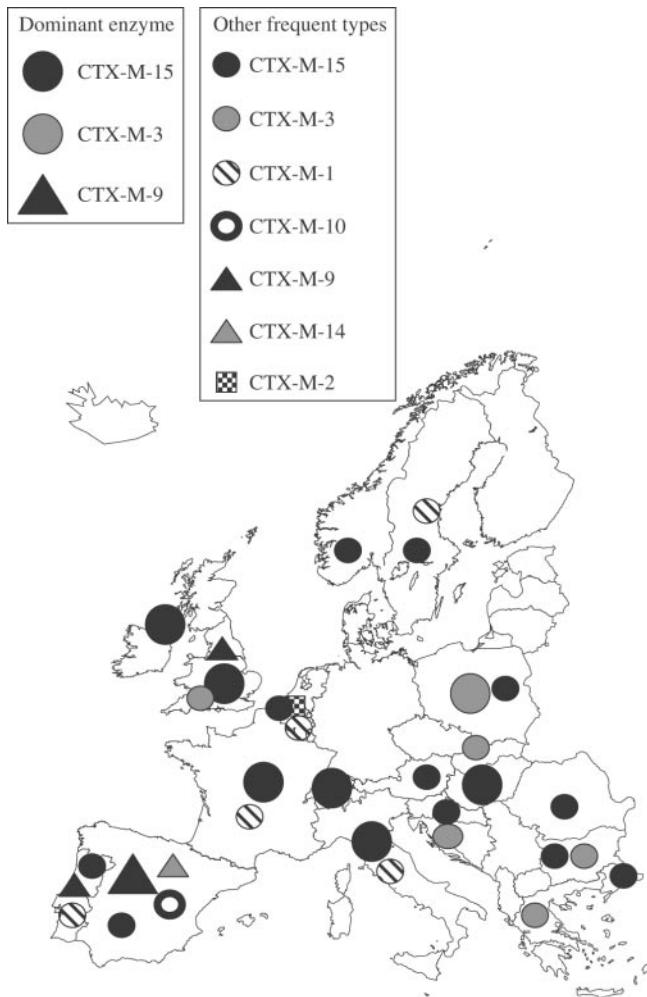 Dominant enzyme
CTX-M-15
CTX-M-3
CTX-M-9
Other frequent types
CTX-M-15
CTX-M-3
CTX-M-1
CTX-M-10
CTX-M-9
CTX-M-14
CTX-M-2